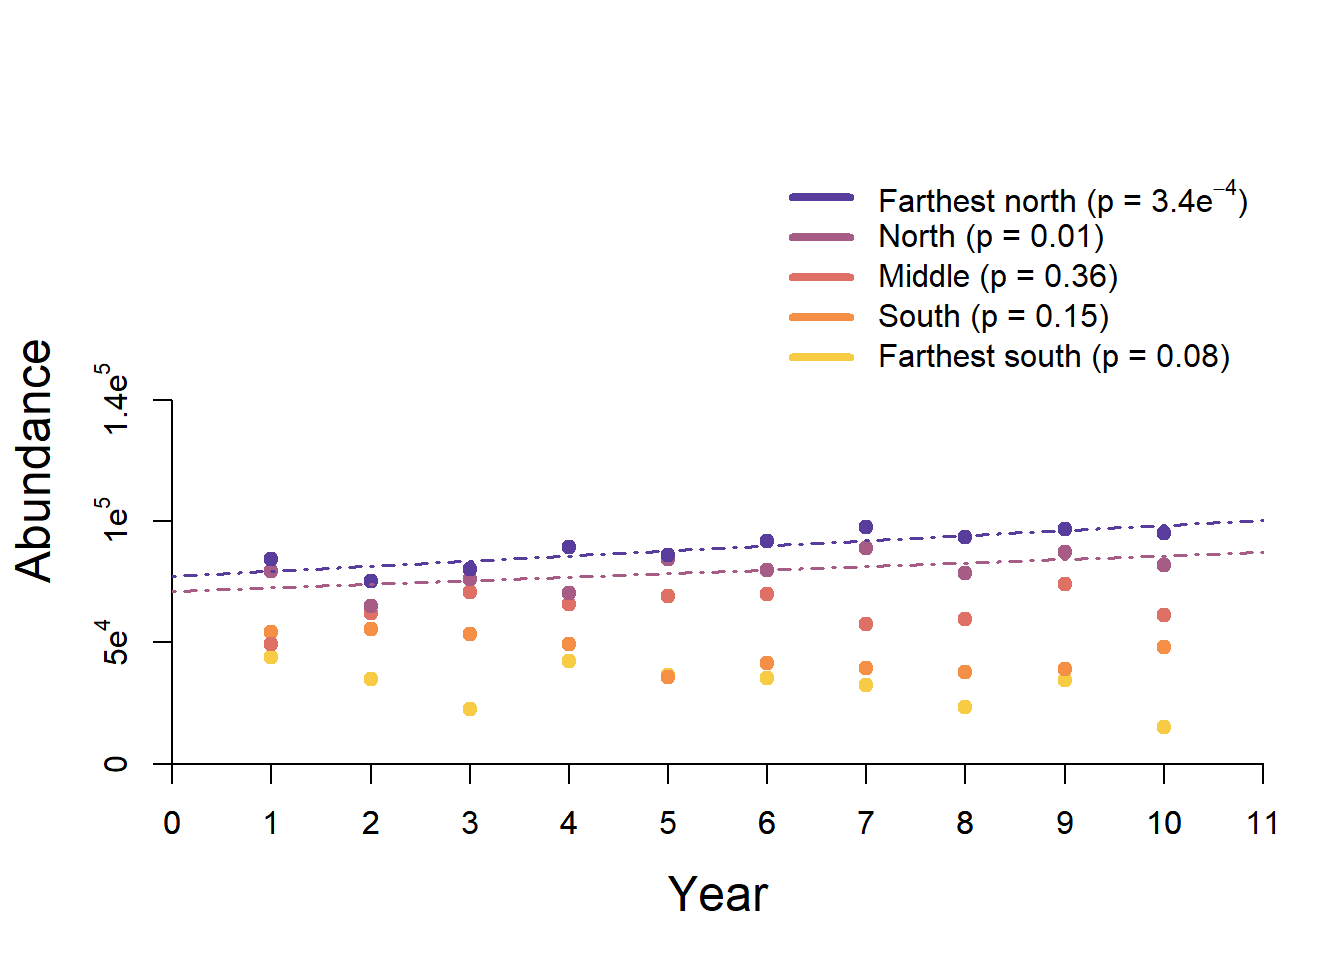 Farthest north (p = 3.4e⁻⁴)
North (p = 0.01)
Middle (p = 0.36)
South (p = 0.15)
Farthest south (p = 0.08)
Abundance
1.4e⁵
1e⁵
5e⁴
0
0 1 2 3 4 5 6 7 8 9 10 11
Year